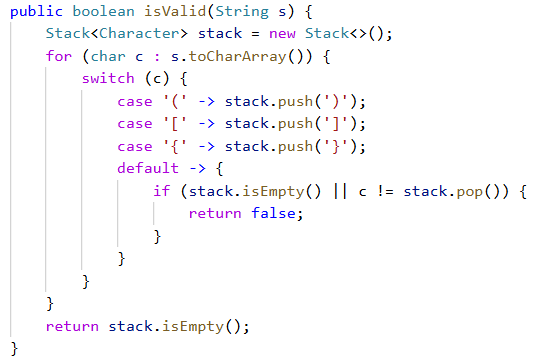 public boolean isValid(String s) {
    Stack<Character> stack = new Stack<>();
    for (char c : s.toCharArray()) {
        switch (c) {
            case '(' -> stack.push(')');
            case '[' -> stack.push(']');
            case '{' -> stack.push('}');
            default -> {
                if (stack.isEmpty() || c != stack.pop()) {
                    return false;
                }
            }
        }
    }
    return stack.isEmpty();
}